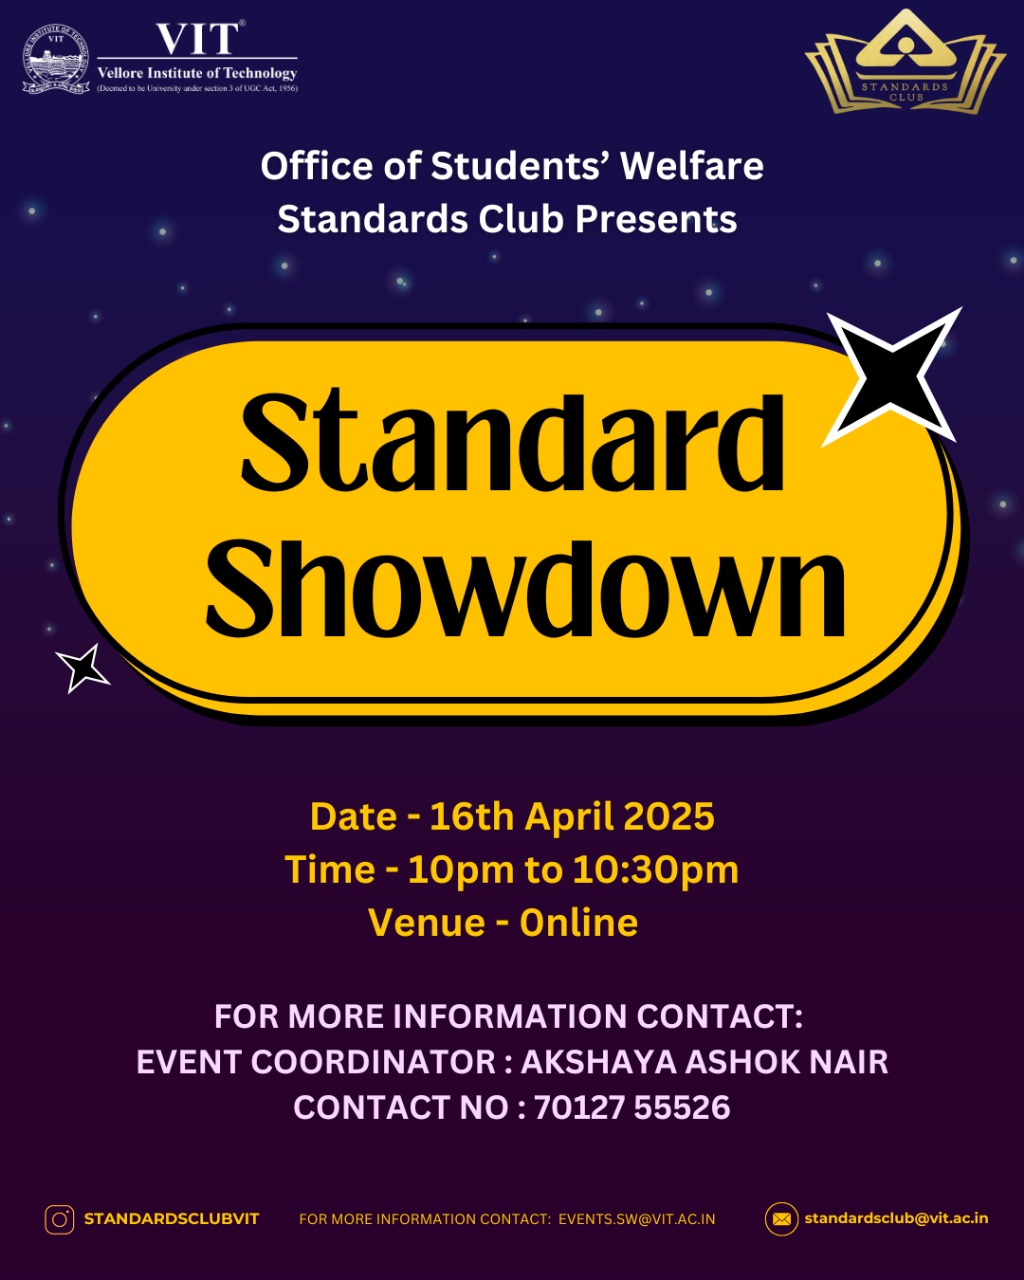 VIT®
Vellore Institute of Technology
(Deemed to be University under section 3 of UGC Act, 1956)
VIT
STANDARDS
CLUB
Office of Students’ Welfare
Standards Club Presents
Standard
Showdown
Date - 16th April 2025
Time - 10pm to 10:30pm
Venue - 0nline
FOR MORE INFORMATION CONTACT:
EVENT COORDINATOR : AKSHAYA ASHOK NAIR
CONTACT NO : 70127 55526
STANDARDSCLUBVIT
FOR MORE INFORMATION CONTACT: EVENTS.SW@VIT.AC.IN
standardsclub@vit.ac.in